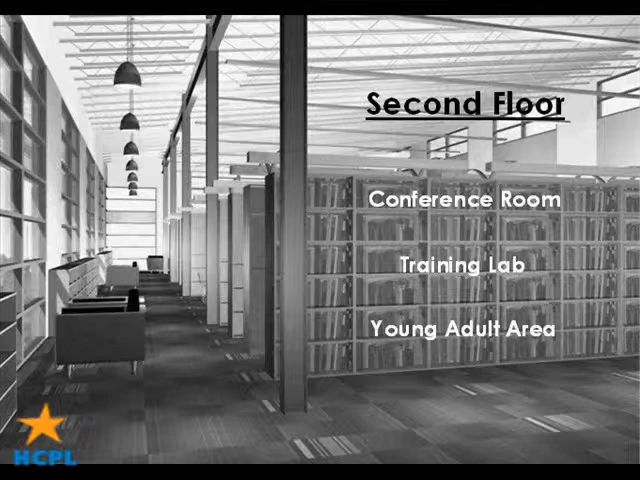 Second Floor
Conference Room
Training Lab
Young Adult Area
HCPL